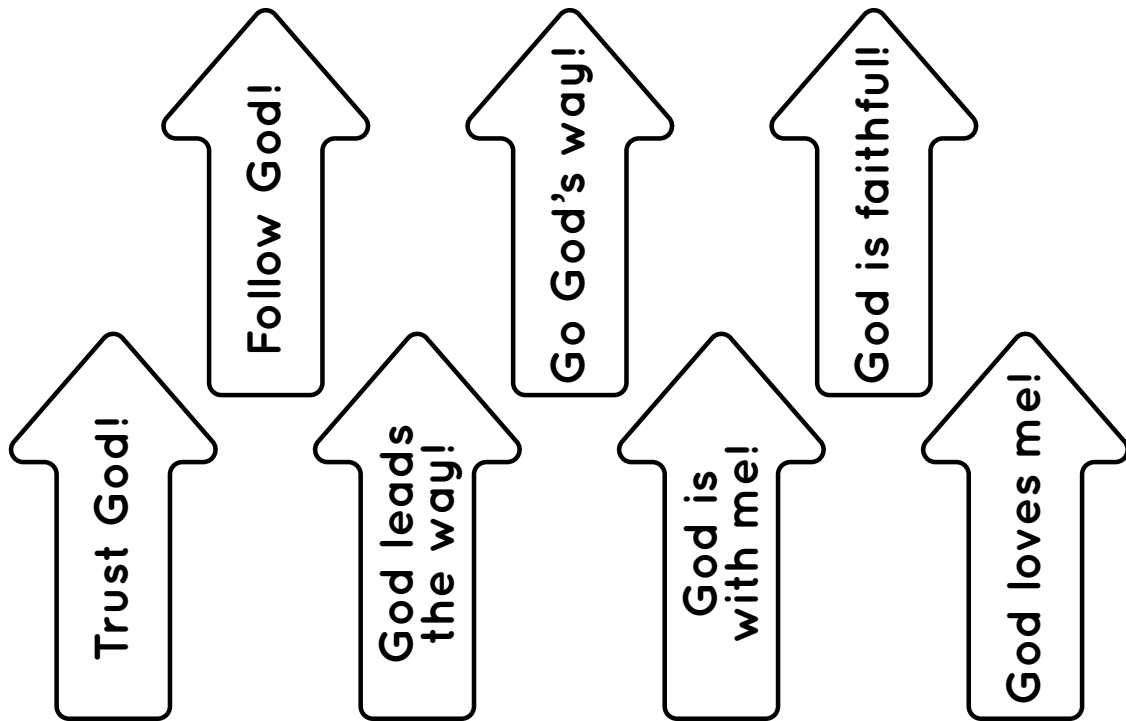 Follow God!
Go God's way!
God is faithful!
Trust God!
God leads
the way!
God is
with me!
God loves me!